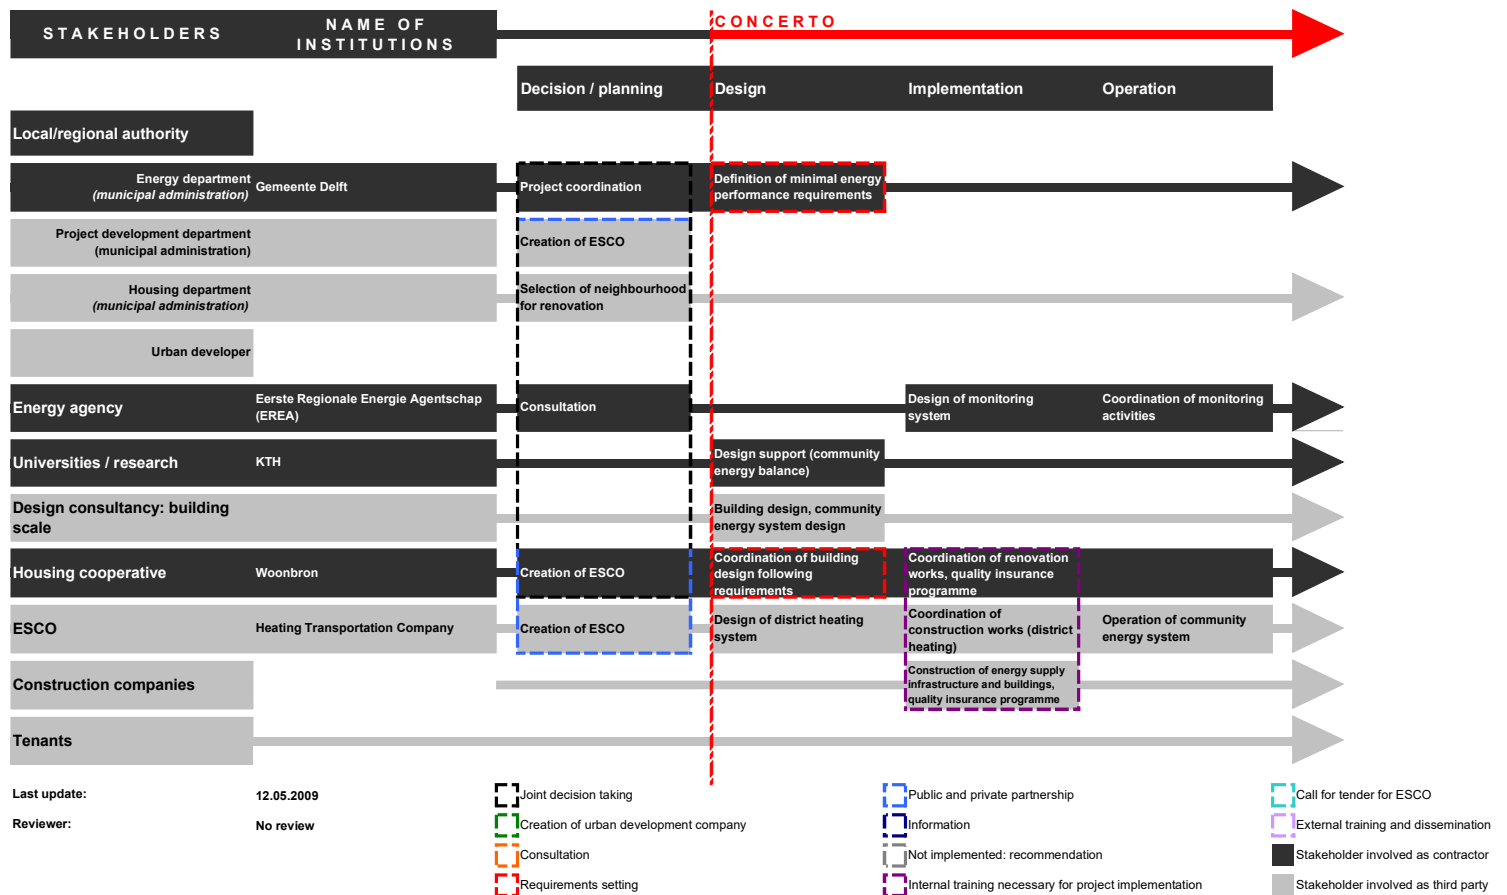 STAKEHOLDERS
NAME OF
INSTITUTIONS
CONCERTO
Decision / planning
Design
Implementation
Operation
Local/regional authority
Energy department
(municipal administration)
Gemeente Delft
Project coordination
Definition of minimal energy
performance requirements
Project development department
(municipal administration)
Creation of ESCO
Housing department
(municipal administration)
Selection of neighbourhood
for renovation
Urban developer
Energy agency
Eerste Regionale Energie Agentschap
(EREA)
Consultation
Design of monitoring
system
Coordination of monitoring
activities
Universities / research
KTH
Design support (community
energy balance)
Design consultancy: building
scale
Building design, community
energy system design
Housing cooperative
Woonbron
Creation of ESCO
Coordination of building
design following
requirements
Coordination of renovation
works, quality insurance
programme
ESCO
Heating Transportation Company
Creation of ESCO
Design of district heating
system
Coordination of
construction works (district
heating)
Operation of community
energy system
Construction companies
Construction of energy supply
infrastructure and buildings,
quality insurance programme
Tenants
Last update:
12.05.2009
Reviewer:
No review
Joint decision taking
Creation of urban development company
Consultation
Requirements setting
Public and private partnership
Information
Not implemented: recommendation
Internal training necessary for project implementation
Call for tender for ESCO
External training and dissemination
Stakeholder involved as contractor
Stakeholder involved as third party